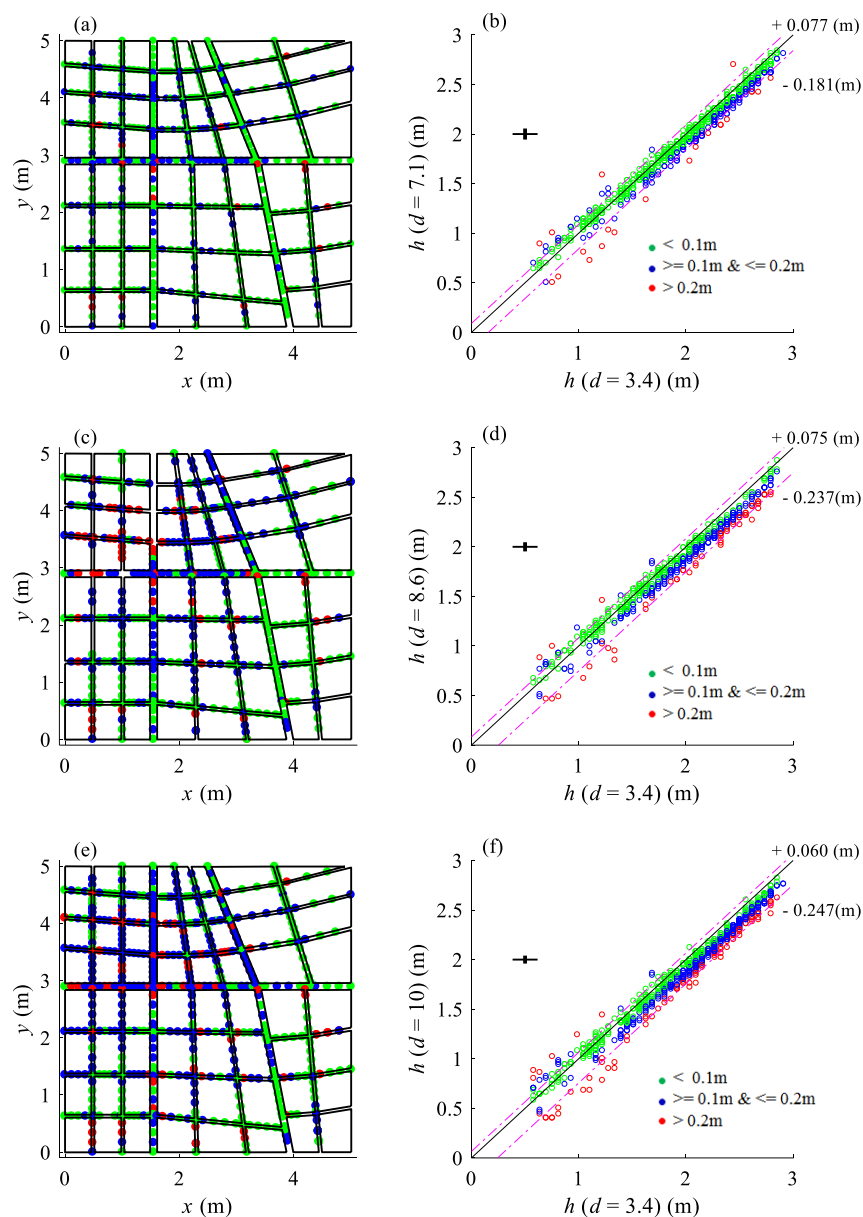 (a)
5
4
3
2
1
0
y (m)
0
2
4
x (m)
(b)
+ 0.077 (m)
- 0.181(m)
3
2.5
2
1.5
1
0.5
0
h (d = 7.1) (m)
< 0.1m
>= 0.1m & <= 0.2m
> 0.2m
0
1
2
3
h (d = 3.4) (m)
(c)
5
4
3
2
1
0
y (m)
0
2
4
x (m)
(d)
+ 0.075 (m)
- 0.237(m)
3
2.5
2
1.5
1
0.5
0
h (d = 8.6) (m)
< 0.1m
>= 0.1m & <= 0.2m
> 0.2m
0
1
2
3
h (d = 3.4) (m)
(e)
5
4
3
2
1
0
y (m)
0
2
4
x (m)
(f)
+ 0.060 (m)
- 0.247(m)
3
2.5
2
1.5
1
0.5
0
h (d = 10) (m)
< 0.1m
>= 0.1m & <= 0.2m
> 0.2m
0
1
2
3
h (d = 3.4) (m)